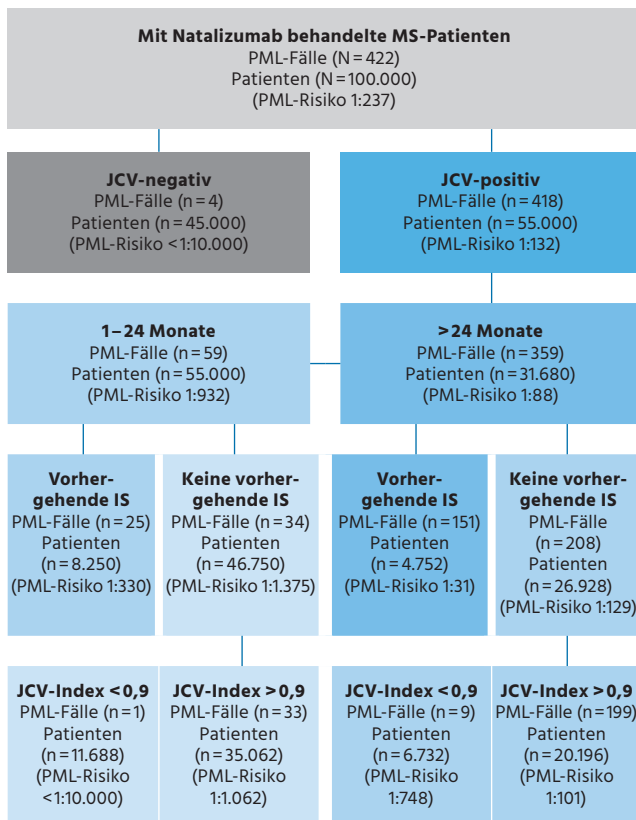 Mit Natalizumab behandelte MS-Patienten
PML-Fälle (N = 422)
Patienten (N = 100.000)
(PML-Risiko 1:237)
JCV-negativ
PML-Fälle (n = 4)
Patienten (n = 45.000)
(PML-Risiko <1:10.000)
JCV-positiv
PML-Fälle (n = 418)
Patienten (n = 55.000)
(PML-Risiko 1:132)
1–24 Monate
PML-Fälle (n = 59)
Patienten (n = 55.000)
(PML-Risiko 1:932)
>24 Monate
PML-Fälle (n = 359)
Patienten (n = 31.680)
(PML-Risiko 1:88)
Vorher-
gehende IS
PML-Fälle (n = 25)
Patienten
(n = 8.250)
(PML-Risiko 1:330)
Keine vorher-
gehende IS
PML-Fälle (n = 34)
Patienten
(n = 46.750)
(PML-Risiko 1:1.375)
Vorher-
gehende IS
PML-Fälle (n = 151)
Patienten
(n = 4.752)
(PML-Risiko 1:31)
Keine vorher-
gehende IS
PML-Fälle
(n = 208)
Patienten
(n = 26.928)
(PML-Risiko 1:129)
JCV-Index <0,9
PML-Fälle (n = 1)
Patienten
(n = 11.688)
(PML-Risiko
<1:10.000)
JCV-Index >0,9
PML-Fälle (n = 33)
Patienten
(n = 35.062)
(PML-Risiko
1:1.062)
JCV-Index <0,9
PML-Fälle (n = 9)
Patienten
(n = 6.732)
(PML-Risiko
1:748)
JCV-Index >0,9
PML-Fälle (n = 199)
Patienten
(n = 20.196)
(PML-Risiko
1:101)